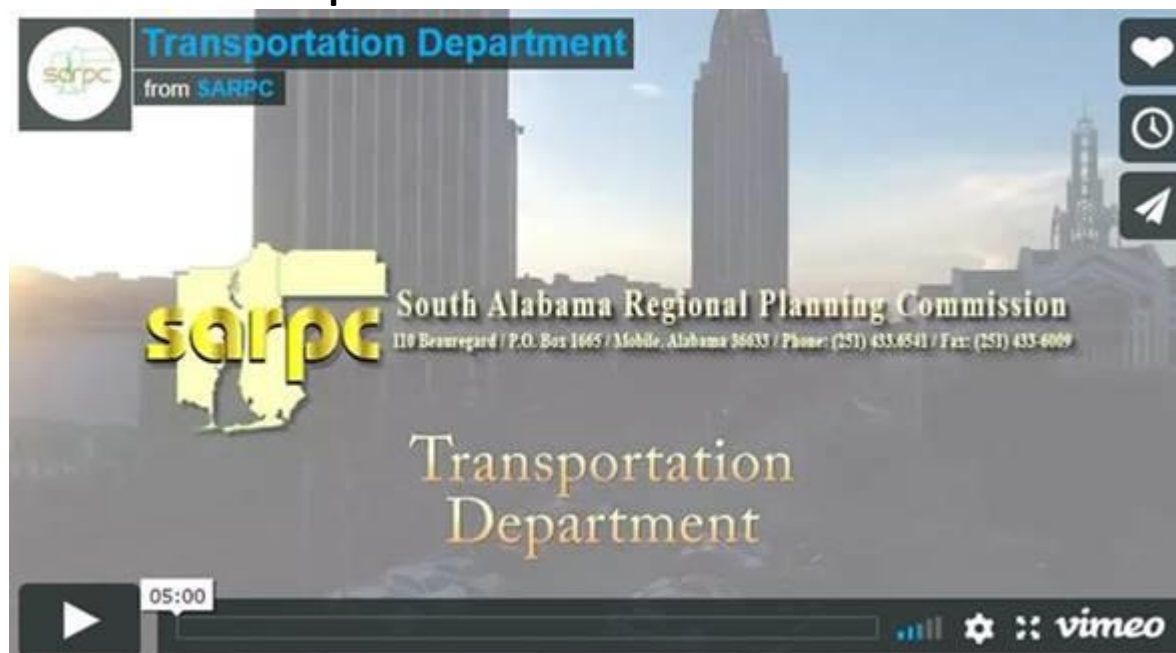 Transportation Department
from SARPC
sarpc
sarpc
South Alabama Regional Planning Commission
110 Beauregard / P.O. Box 1665 / Mobile, Alabama 36633 / Phone: (251) 433.6541 / Fax: (251) 433-6009
Transportation
Department
05:00
vimeo